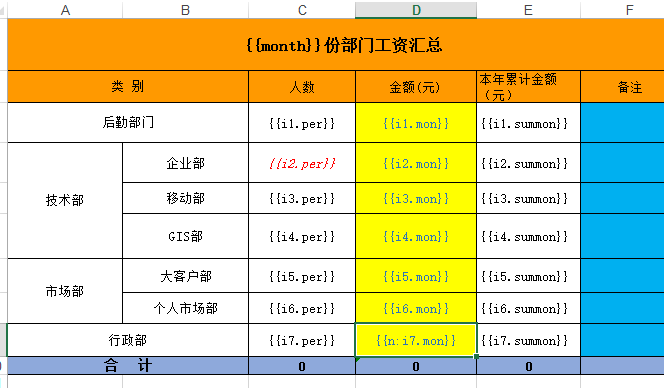 A B C D E F
{{month}}份部门工资汇总
类 别 人数 金额(元) 本年累计金额（元） 备注
后勤部门 {{i1.per}} {{i1.mon}} {{i1.summon}}
技术部 企业部 {{i2.per}} {{i2.mon}} {{i2.summon}}
移动部 {{i3.per}} {{i3.mon}} {{i3.summon}}
GIS部 {{i4.per}} {{i4.mon}} {{i4.summon}}
市场部 大客户部 {{i5.per}} {{i5.mon}} {{i5.summon}}
个人市场部 {{i6.per}} {{i6.mon}} {{i6.summon}}
行政部 {{i7.per}} {{n:i7.mon}} {{i7.summon}}
合 计 0 0 0